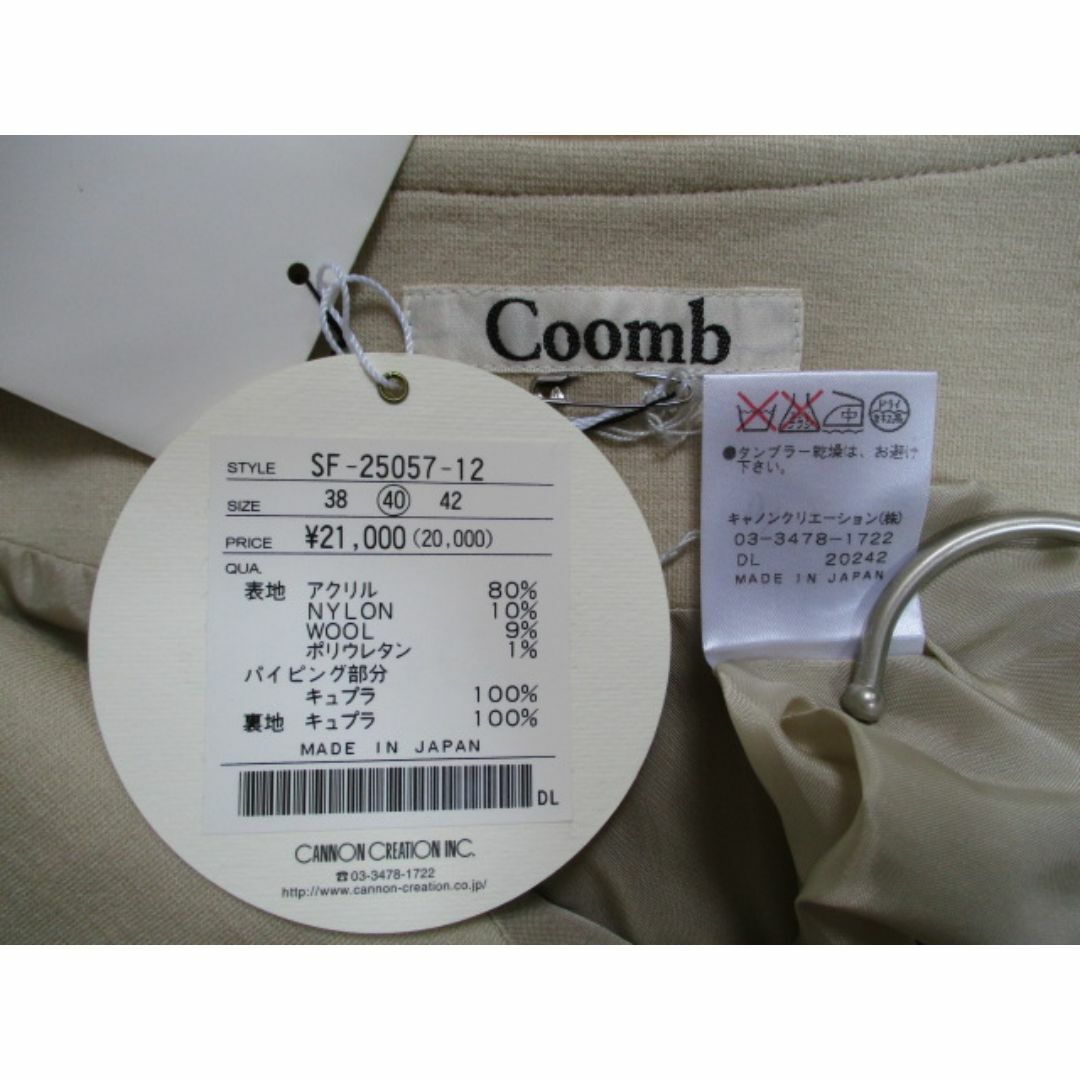 Coomb
STYLE SF-25057-12
SIZE 38 40 42
PRICE ¥21,000(20,000)
QUA.
表地 アクリル 80%
NYLON 10%
WOOL 9%
ポリウレタン 1%
パイピング部分
キュプラ 100%
裏地 キュプラ 100%
MADE IN JAPAN
DL
CANNON CREATION INC.
☎03-3478-1722
http://www.cannon-creation.co.jp/
中 ドライ
●タンブラー乾燥は、お避け
下さい。
キャノンクリエーション(株)
03-3478-1722
DL 20242
MADE IN JAPAN